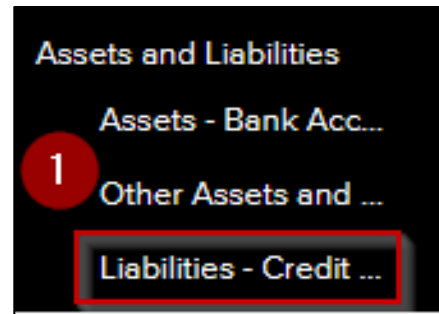 Assets and Liabilities
Assets - Bank Acc...
1
Other Assets and ...
Liabilities - Credit ...